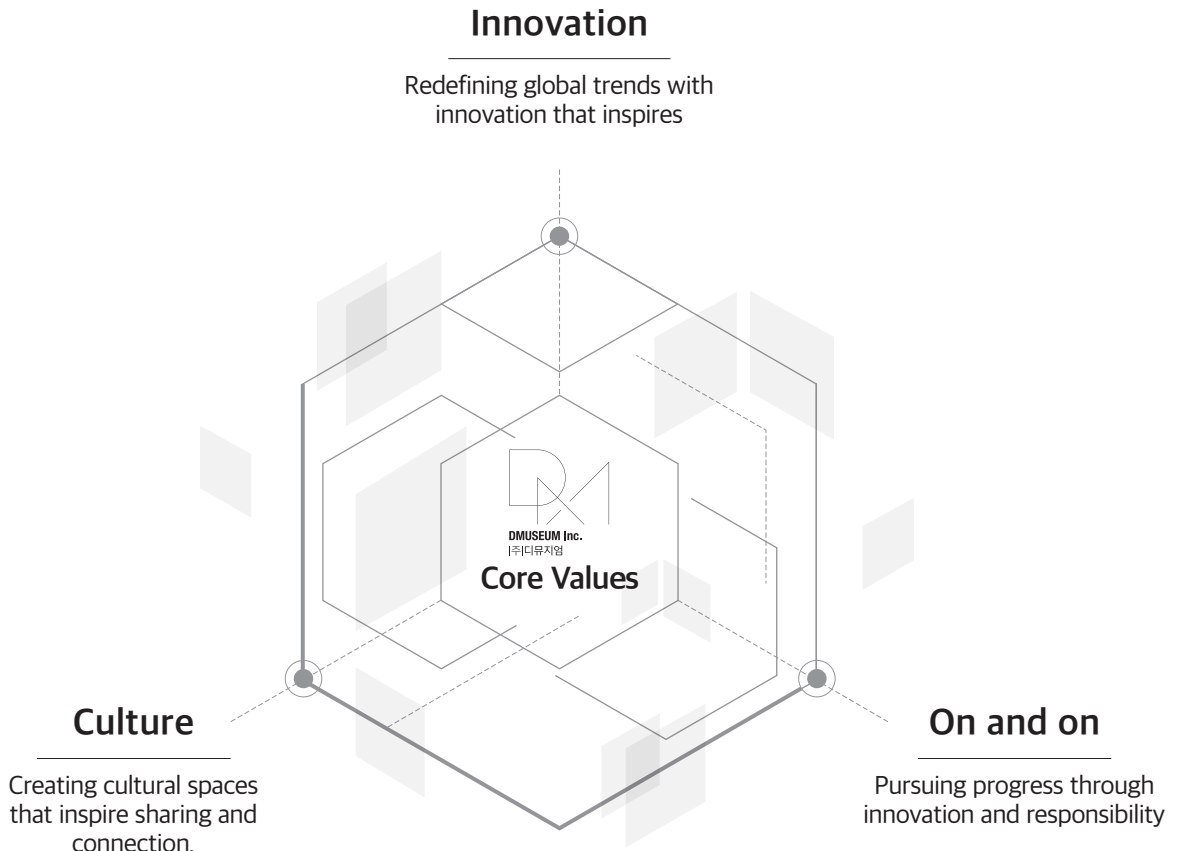 Innovation
Redefining global trends with
innovation that inspires
DMUSEUM Inc.
|주|디뮤지엄
Core Values
Culture
Creating cultural spaces
that inspire sharing and
connection.
On and on
Pursuing progress through
innovation and responsibility